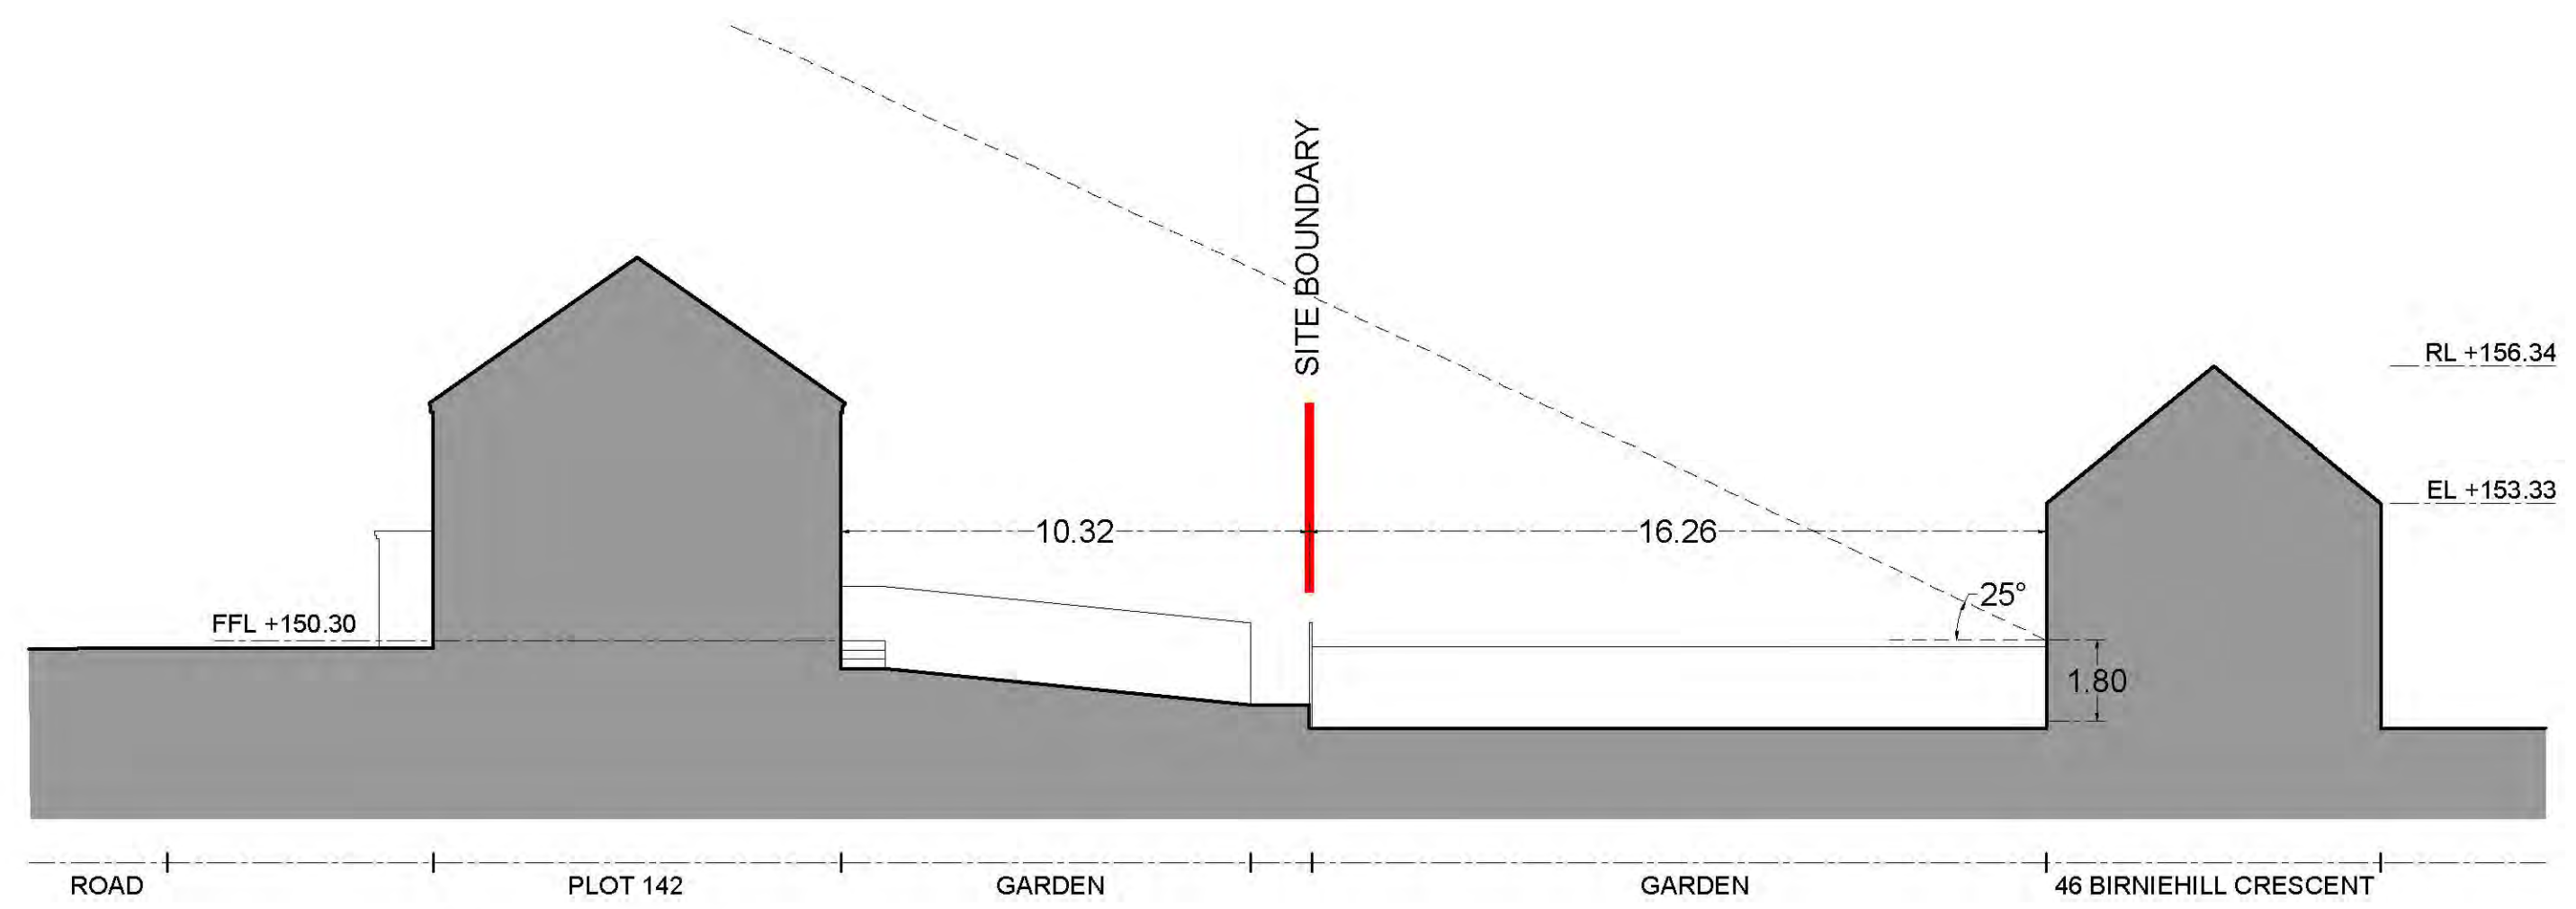 SITE BOUNDARY
RL +156.34
EL +153.33
10.32
16.26
25°
FFL +150.30
1.80
ROAD
PLOT 142
GARDEN
GARDEN
46 BIRNIEHILL CRESCENT